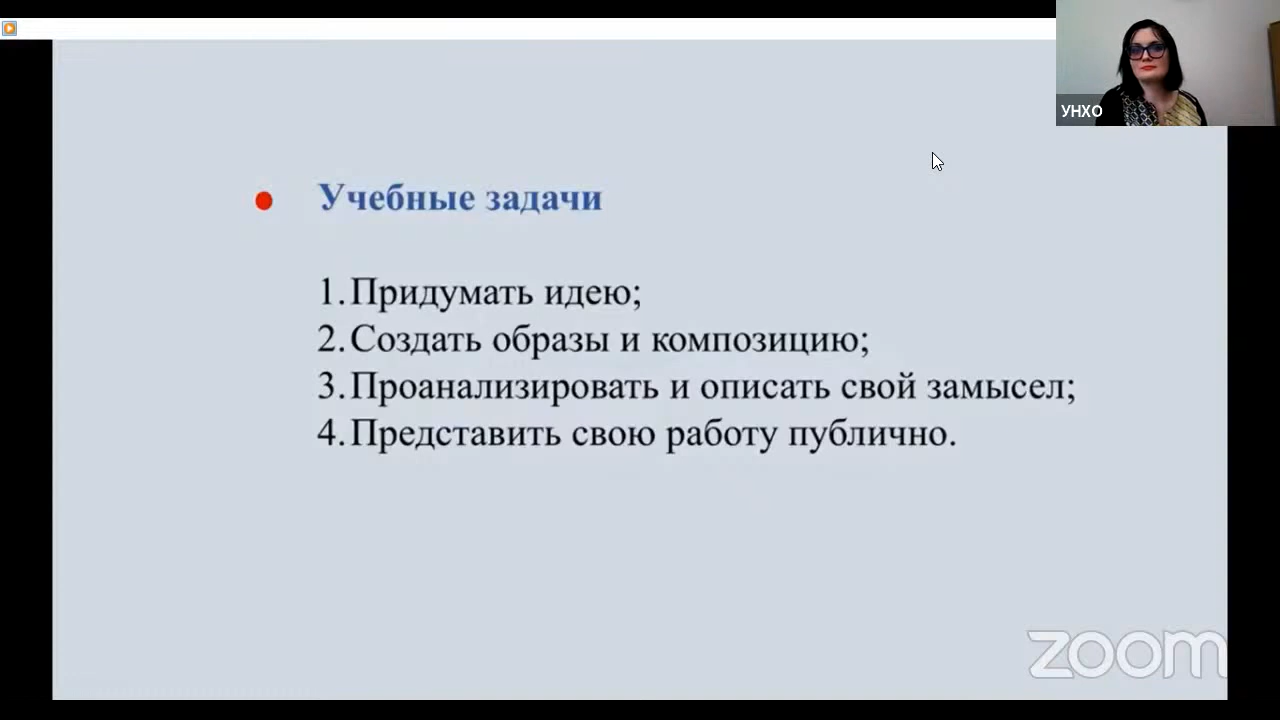 УНХО
Учебные задачи
1. Придумать идею;
2. Создать образы и композицию;
3. Проанализировать и описать свой замысел;
4. Представить свою работу публично.
zoom